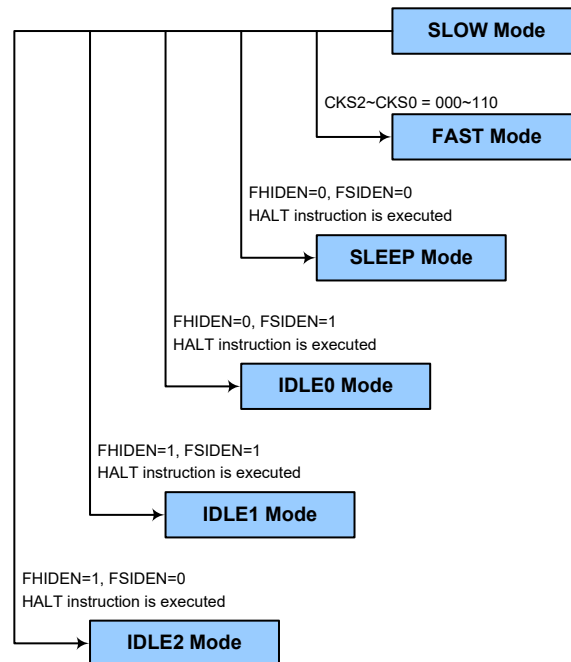 SLOW Mode
CKS2~CKS0 = 000~110
FAST Mode
FHIDEN=0, FSIDEN=0
HALT instruction is executed
SLEEP Mode
FHIDEN=0, FSIDEN=1
HALT instruction is executed
IDLE0 Mode
FHIDEN=1, FSIDEN=1
HALT instruction is executed
IDLE1 Mode
FHIDEN=1, FSIDEN=0
HALT instruction is executed
IDLE2 Mode